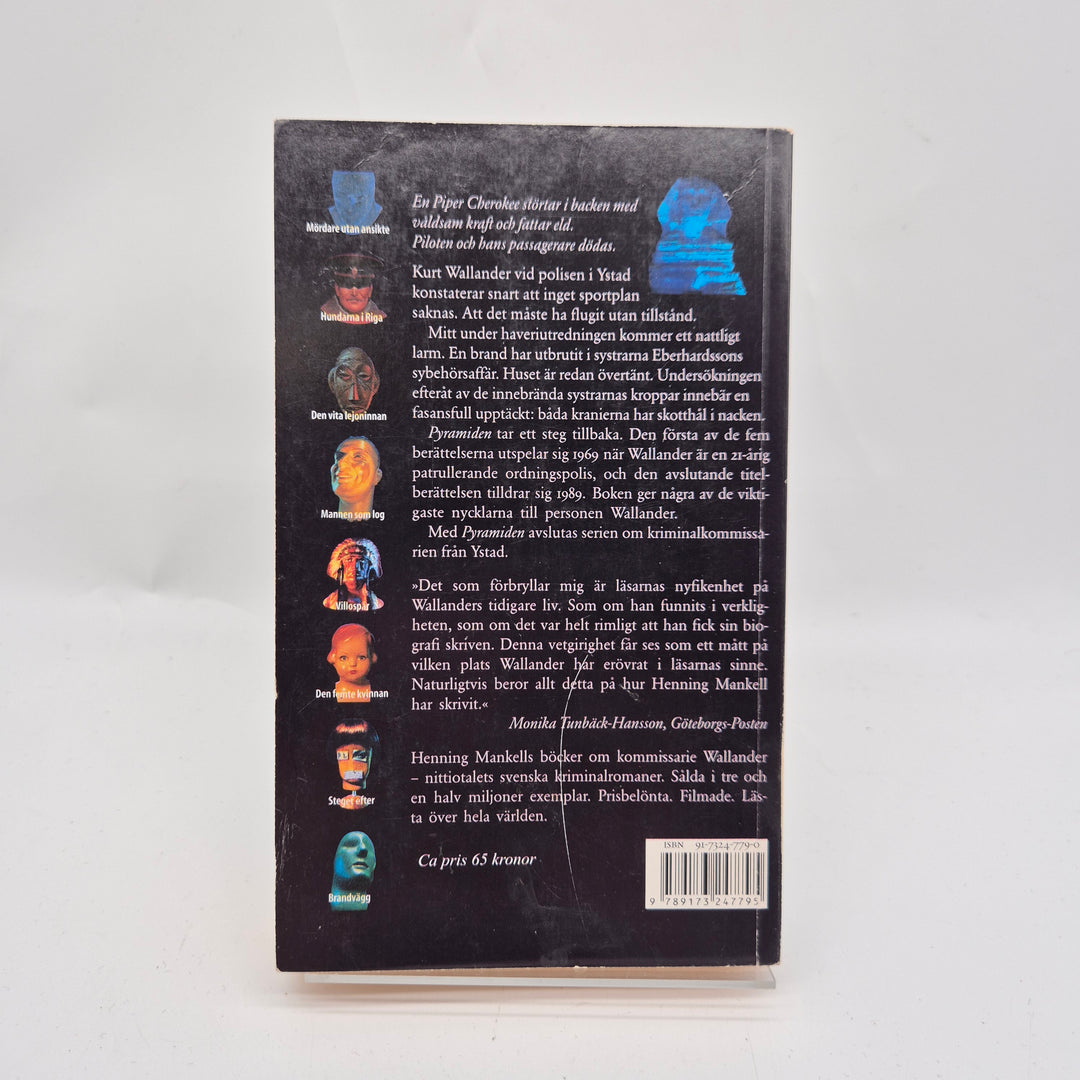 Mördare utan ansikte
Hundarna i Riga
Den vita lejoninnan
Mannen som log
Villospår
Den femte kvinnan
Steget efter
Brandvägg
En Piper Cherokee störtar i backen med
våldsam kraft och fattar eld.
Piloten och hans passagerare dödas.
Kurt Wallander vid polisen i Ystad
konstaterar snart att inget sportplan
saknas. Att det måste ha flugit utan tillstånd.
Mitt under haveriutredningen kommer ett nattligt
larm. En brand har utbrutit i systrarna Eberhardssons
sybehörsaffär. Huset är redan övertänt. Undersökningen
efteråt av de innebrända systrarnas kroppar innebär en
fasansfull upptäckt: båda kranierna har skotthål i nacken.
Pyramiden tar ett steg tillbaka. Den första av de fem
berättelserna utspelar sig 1969 när Wallander är en 21-årig
patrullerande ordningspolis, och den avslutande titel-
berättelsen tilldrar sig 1989. Boken ger några av de vikti-
gaste nycklarna till personen Wallander.
Med Pyramiden avslutas serien om kriminalkommissa-
rien från Ystad.
»Det som förbryllar mig är läsarnas nyfikenhet på
Wallanders tidigare liv. Som om han funnits i verklig-
heten, som om det var helt rimligt att han fick sin bio-
grafi skriven. Denna vetgirighet får ses som ett mått på
vilken plats Wallander har erövrat i läsarnas sinne.
Naturligtvis beror allt detta på hur Henning Mankell
har skrivit.«
Monika Tunbäck-Hansson, Göteborgs-Posten
Henning Mankells böcker om kommissarie Wallander
– nittiotalets svenska kriminalromaner. Sålda i tre och
en halv miljoner exemplar. Prisbelönta. Filmade. Läs-
ta över hela världen.
Ca pris 65 kronor
ISBN 91-7324-779-0
9 789173 247795